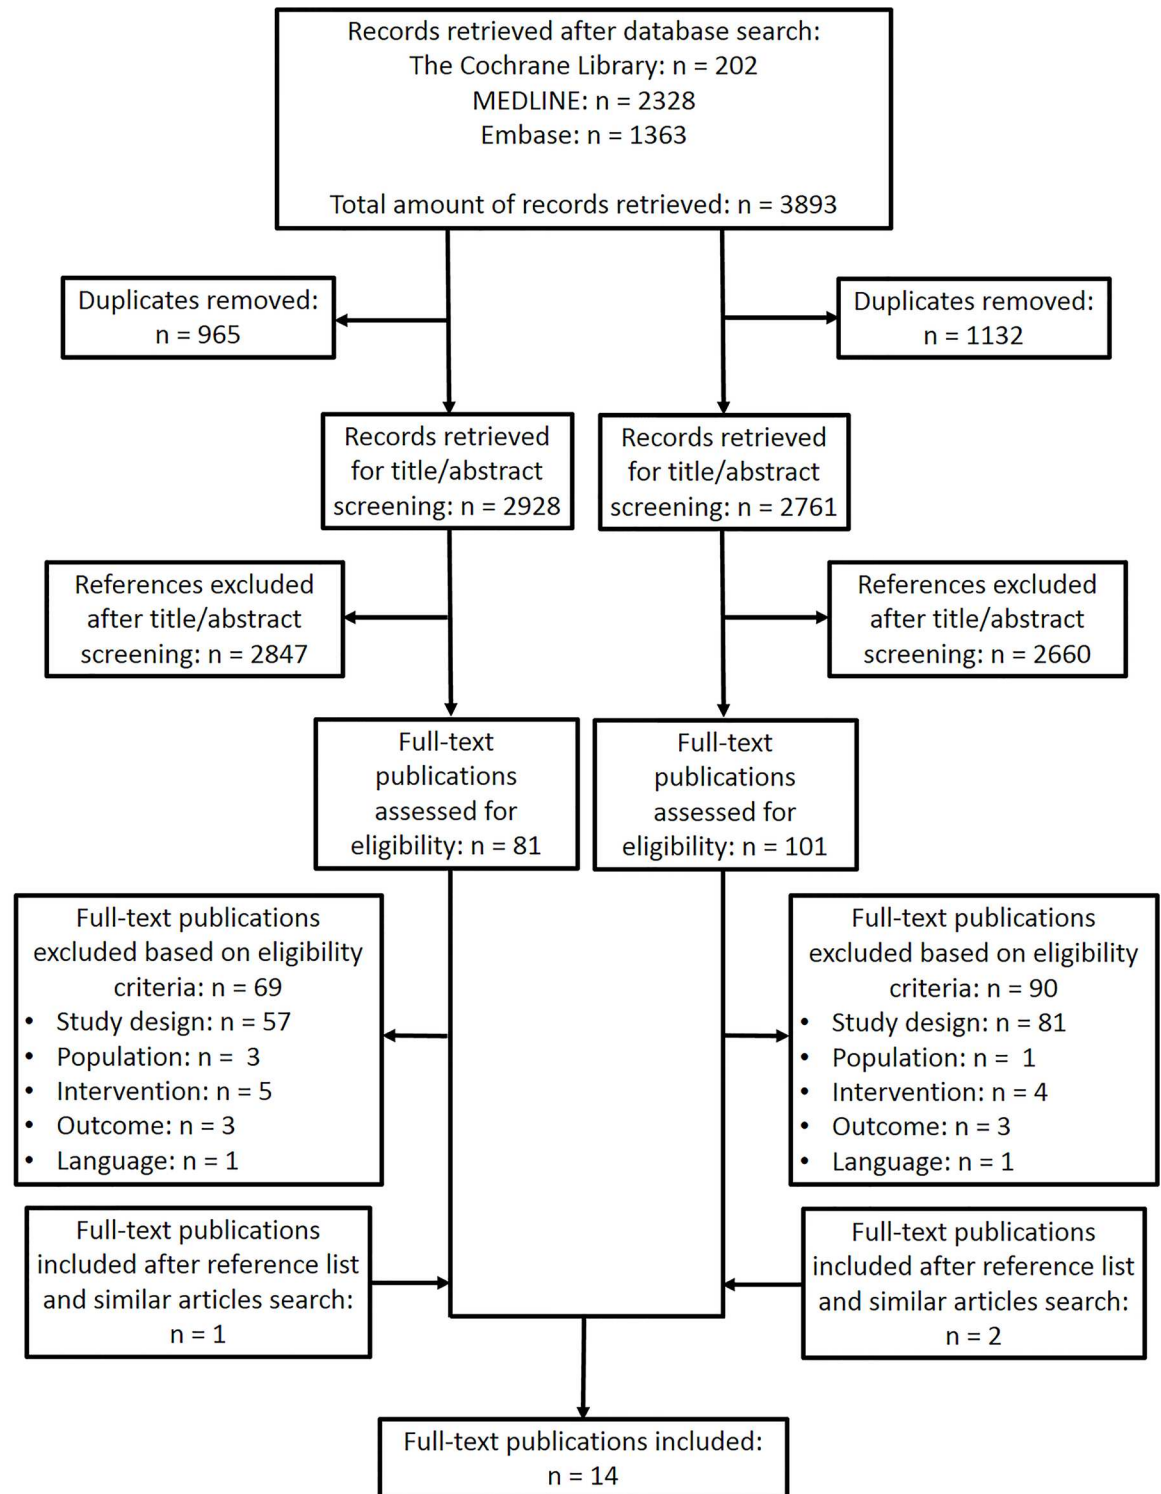 Records retrieved after database search:
The Cochrane Library: n = 202
MEDLINE: n = 2328
Embase: n = 1363
Total amount of records retrieved: n = 3893
Duplicates removed:
n = 965
Duplicates removed:
n = 1132
Records retrieved
for title/abstract
screening: n = 2928
Records retrieved
for title/abstract
screening: n = 2761
References excluded
after title/abstract
screening: n = 2847
References excluded
after title/abstract
screening: n = 2660
Full-text
publications
assessed for
eligibility: n = 81
Full-text
publications
assessed for
eligibility: n = 101
Full-text publications
excluded based on eligibility
criteria: n = 69
• Study design: n = 57
• Population: n =  3
• Intervention: n = 5
• Outcome: n = 3
• Language: n = 1
Full-text publications
excluded based on eligibility
criteria: n = 90
• Study design: n = 81
• Population: n =  1
• Intervention: n = 4
• Outcome: n = 3
• Language: n = 1
Full-text publications
included after reference list
and similar articles search:
n = 1
Full-text publications
included after reference list
and similar articles search:
n = 2
Full-text publications included:
n = 14